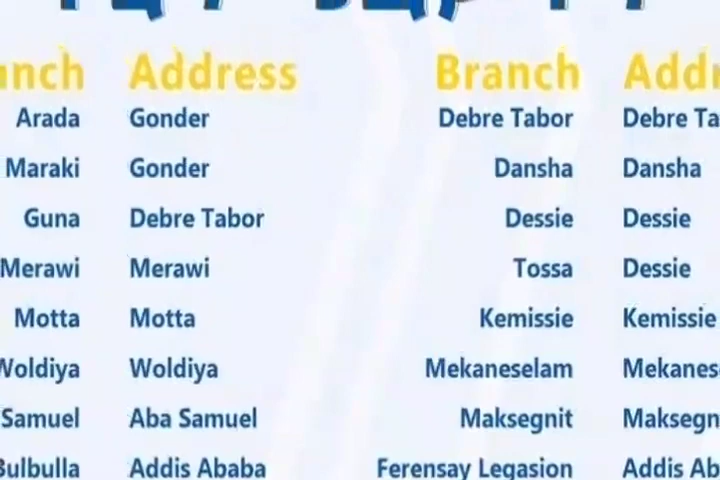 Address Branch
Arada Gonder Debre Tabor
Maraki Gonder Dansha Dansha
Guna Debre Tabor Dessie Dessie
Merawi Merawi Tossa Dessie
Motta Motta Kemissie Kemissie
Woldiya Woldiya Mekaneselam
Samuel Aba Samuel Maksegnit
Bulbulla Addis Ababa Ferensay Legasion Addis